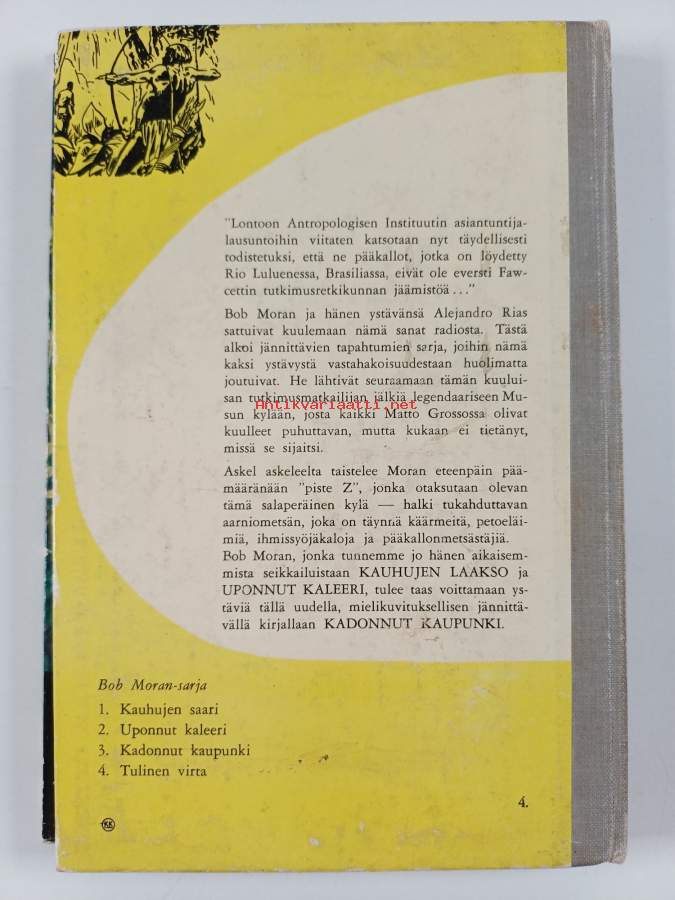 "Lontoon Antropologisen Instituutin asiantuntija-
lausuntoihin viitaten katsotaan nyt täydellisesti
todistetuksi, että ne pääkallot, jotka on löydetty
Rio Luluenessa, Brasiliassa, eivät ole eversti Faw-
cettin tutkimusretkikunnan jäämistöä..."
Bob Moran ja hänen ystävänsä Alejandro Rias
sattuivat kuulemaan nämä sanat radiosta. Tästä
alkoi jännittävien tapahtumien sarja, joihin nämä
kaksi ystävystä vastahakoisuudestaan huolimatta
joutuivat. He lähtivät seuraamaan tämän kuului-
san tutkimusmatkailijan jälkiä legendaariseen Mu-
Antikvariaatti.net
sun kylään, josta kaikki Matto Grossossa olivat
kuulleet puhuttavan, mutta kukaan ei tietänyt,
missä se sijaitsi.
Askel askeleelta taistelee Moran eteenpäin pää-
määränään "piste Z", jonka otaksutaan olevan
tämä salaperäinen kylä — halki tukahduttavan
aarniometsän, joka on täynnä käärmeitä, petoeläi-
miä, ihmissyöjäkaloja ja pääkallonmetsästäjiä.
Bob Moran, jonka tunnemme jo hänen aikaisem-
mista seikkailuistaan KAUHUJEN LAAKSO ja
UPONNUT KALEERI, tulee taas voittamaan ys-
täviä tällä uudella, mielikuvituksellisen jännittä-
vällä kirjallaan KADONNUT KAUPUNKI.
Bob Moran-sarja
1. Kauhujen saari
2. Uponnut kaleeri
3. Kadonnut kaupunki
4. Tulinen virta
4.
KK